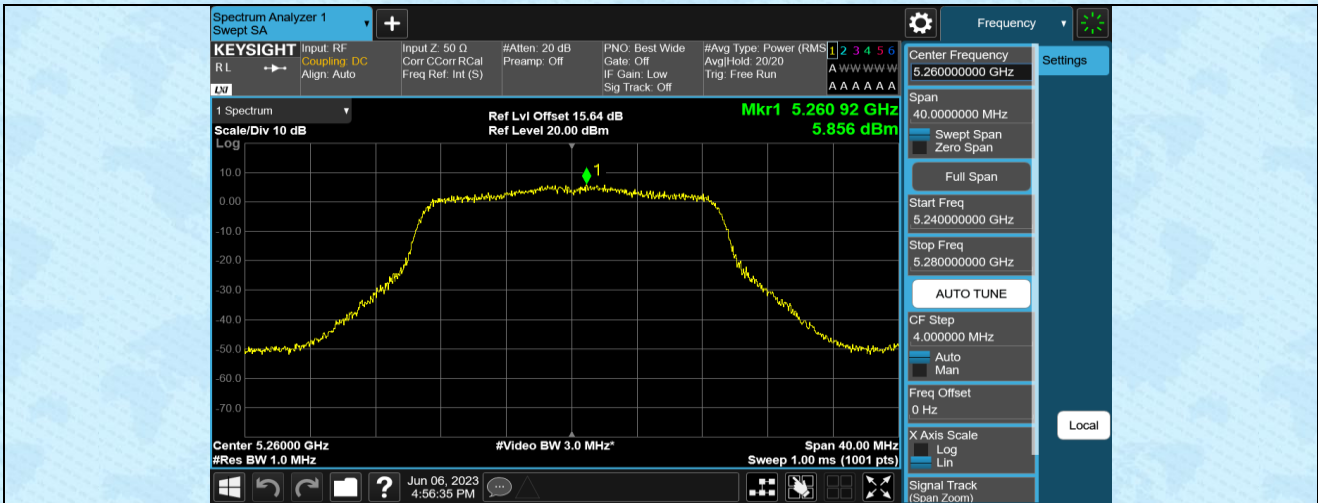 Spectrum Analyzer 1
Swept SA
Frequency
KEYSIGHT
RL
LXI
Input: RF
Coupling: DC
Align: Auto
Input Z: 50 Ω
Corr CCorr RCal
Freq Ref: Int (S)
#Atten: 20 dB
Preamp: Off
PNO: Best Wide
Gate: Off
IF Gain: Low
Sig Track: Off
#Avg Type: Power (RMS
Avg|Hold: 20/20
Trig: Free Run
1 2 3 4 5 6
A W W W W W
A A A A A A
1 Spectrum
Scale/Div 10 dB
Log
Ref Lvl Offset 15.64 dB
Ref Level 20.00 dBm
Mkr1 5.260 92 GHz
5.856 dBm
1
10.0
0.00
-10.0
-20.0
-30.0
-40.0
-50.0
-60.0
-70.0
Center 5.26000 GHz
#Res BW 1.0 MHz
#Video BW 3.0 MHz*
Span 40.00 MHz
Sweep 1.00 ms (1001 pts)
Jun 06, 2023
4:56:35 PM
Center Frequency
5.260000000 GHz
Settings
Span
40.0000000 MHz
Swept Span
Zero Span
Full Span
Start Freq
5.240000000 GHz
Stop Freq
5.280000000 GHz
AUTO TUNE
CF Step
4.000000 MHz
Auto
Man
Freq Offset
0 Hz
Local
X Axis Scale
Log
Lin
Signal Track
(Span Zoom)